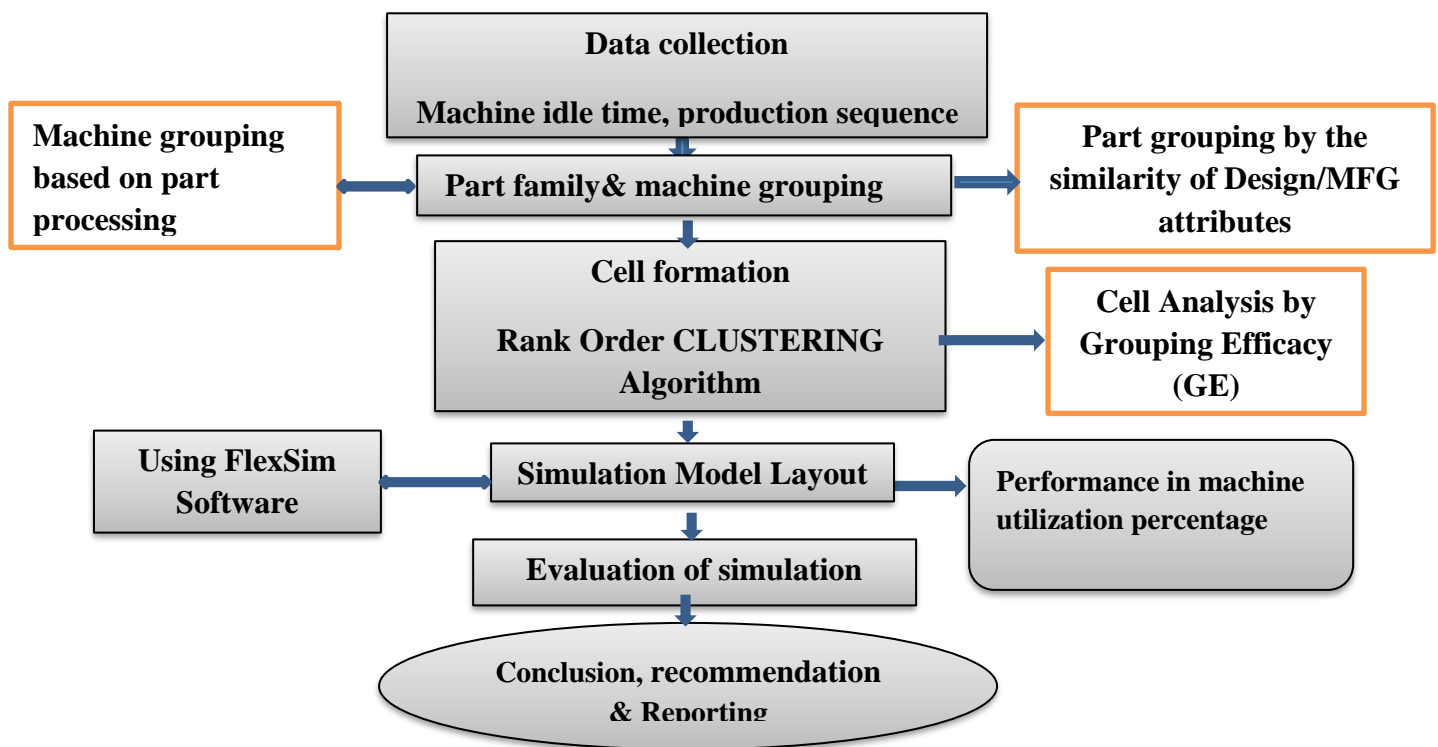 Data collection
Machine idle time, production sequence
Machine grouping
based on part
processing
Part family& machine grouping
Part grouping by the
similarity of Design/MFG
attributes
Cell formation
Rank Order CLUSTERING
Algorithm
Cell Analysis by
Grouping Efficacy
(GE)
Using FlexSim
Software
Simulation Model Layout
Performance in machine
utilization percentage
Evaluation of simulation
Conclusion, recommendation
& Reporting